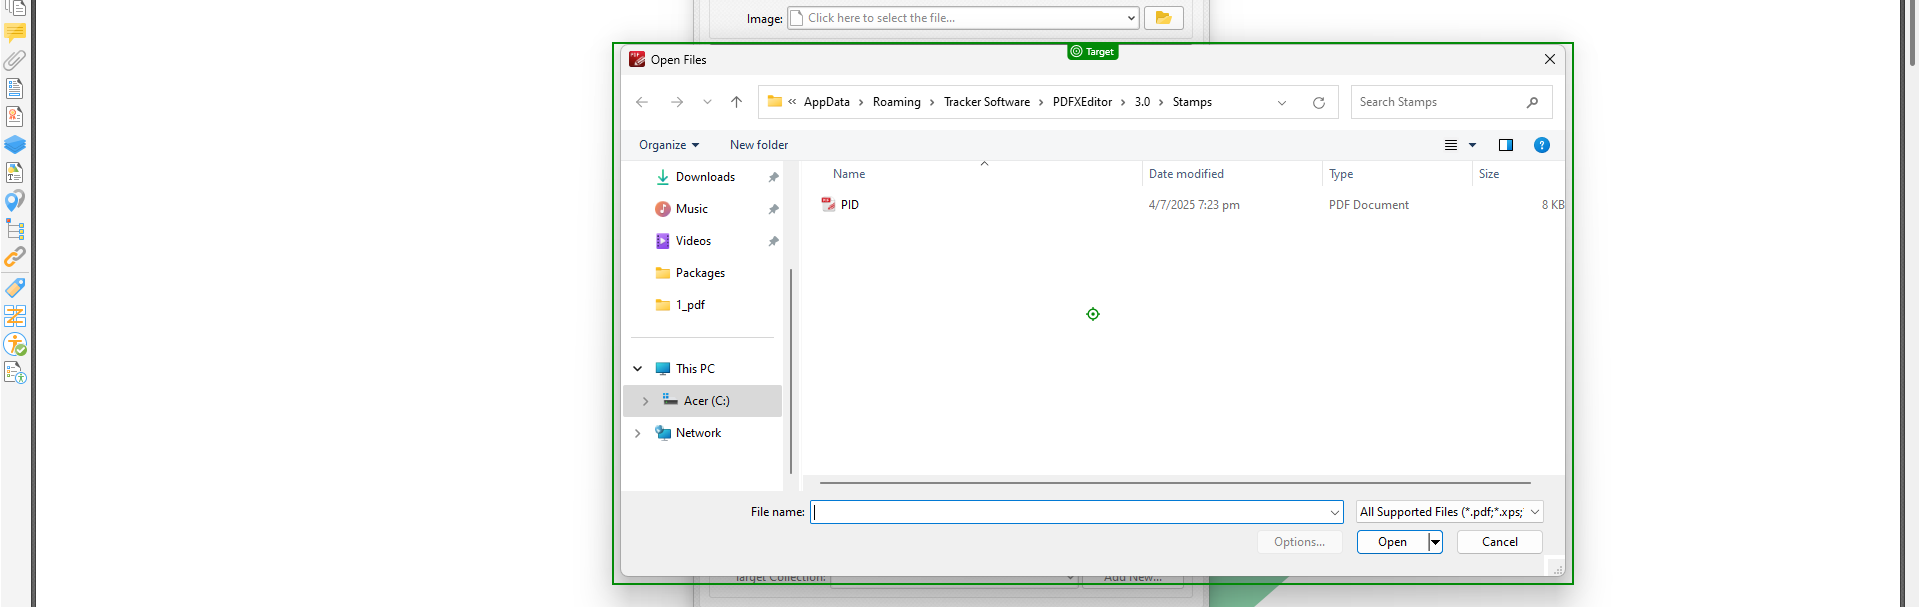 Image: Click here to select the file...
Target
Open Files
« AppData > Roaming > Tracker Software > PDFXEditor > 3.0 > Stamps
Search Stamps
Organize
New folder
Name
Date modified
Type
Size
Downloads
Music
Videos
Packages
1_pdf
This PC
Acer (C:)
Network
PID
4/7/2025 7:23 pm
PDF Document
8 KB
File name:
All Supported Files (*.pdf;*.xps;
Options...
Open
Cancel
Target Collection:
Add New...